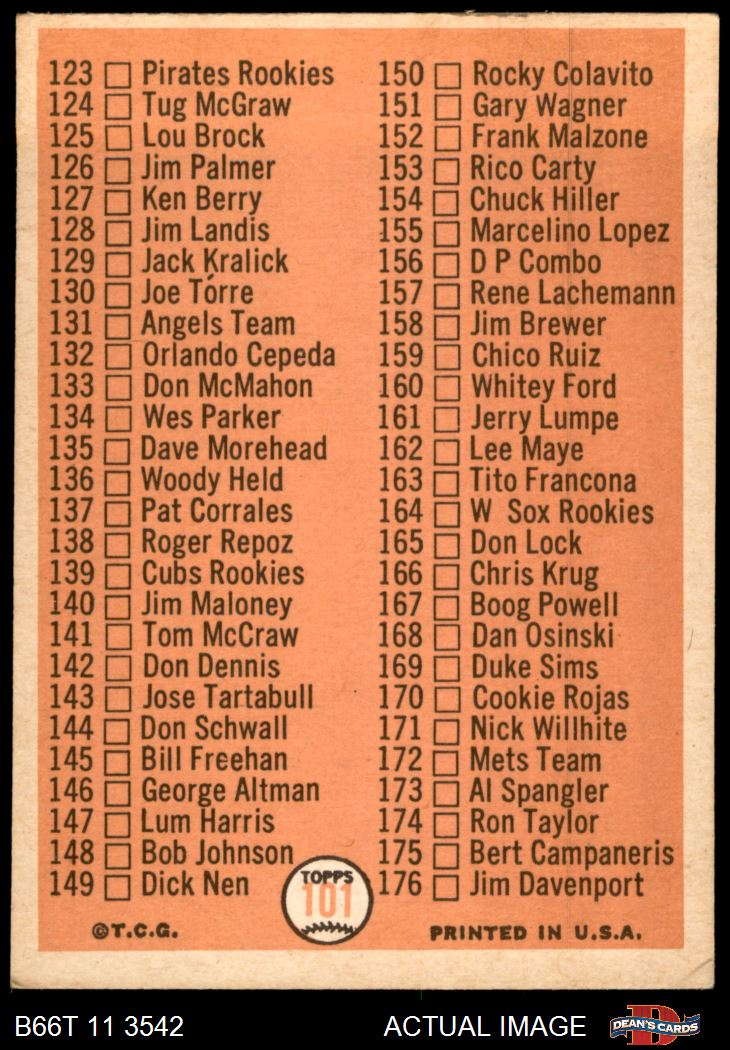 123 Pirates Rookies
124 Tug McGraw
125 Lou Brock
126 Jim Palmer
127 Ken Berry
128 Jim Landis
129 Jack Kralick
130 Joe Torre
131 Angels Team
132 Orlando Cepeda
133 Don McMahon
134 Wes Parker
135 Dave Morehead
136 Woody Held
137 Pat Corrales
138 Roger Repoz
139 Cubs Rookies
140 Jim Maloney
141 Tom McCraw
142 Don Dennis
143 Jose Tartabull
144 Don Schwall
145 Bill Freehan
146 George Altman
147 Lum Harris
148 Bob Johnson
149 Dick Nen
150 Rocky Colavito
151 Gary Wagner
152 Frank Malzone
153 Rico Carty
154 Chuck Hiller
155 Marcelino Lopez
156 D P Combo
157 Rene Lachemann
158 Jim Brewer
159 Chico Ruiz
160 Whitey Ford
161 Jerry Lumpe
162 Lee Maye
163 Tito Francona
164 W Sox Rookies
165 Don Lock
166 Chris Krug
167 Boog Powell
168 Dan Osinski
169 Duke Sims
170 Cookie Rojas
171 Nick Willhite
172 Mets Team
173 Al Spangler
174 Ron Taylor
175 Bert Campaneris
176 Jim Davenport
TOPPS
101
©T.C.G.
PRINTED IN U.S.A.
B66T 11 3542
ACTUAL IMAGE
DEAN'S CARDS